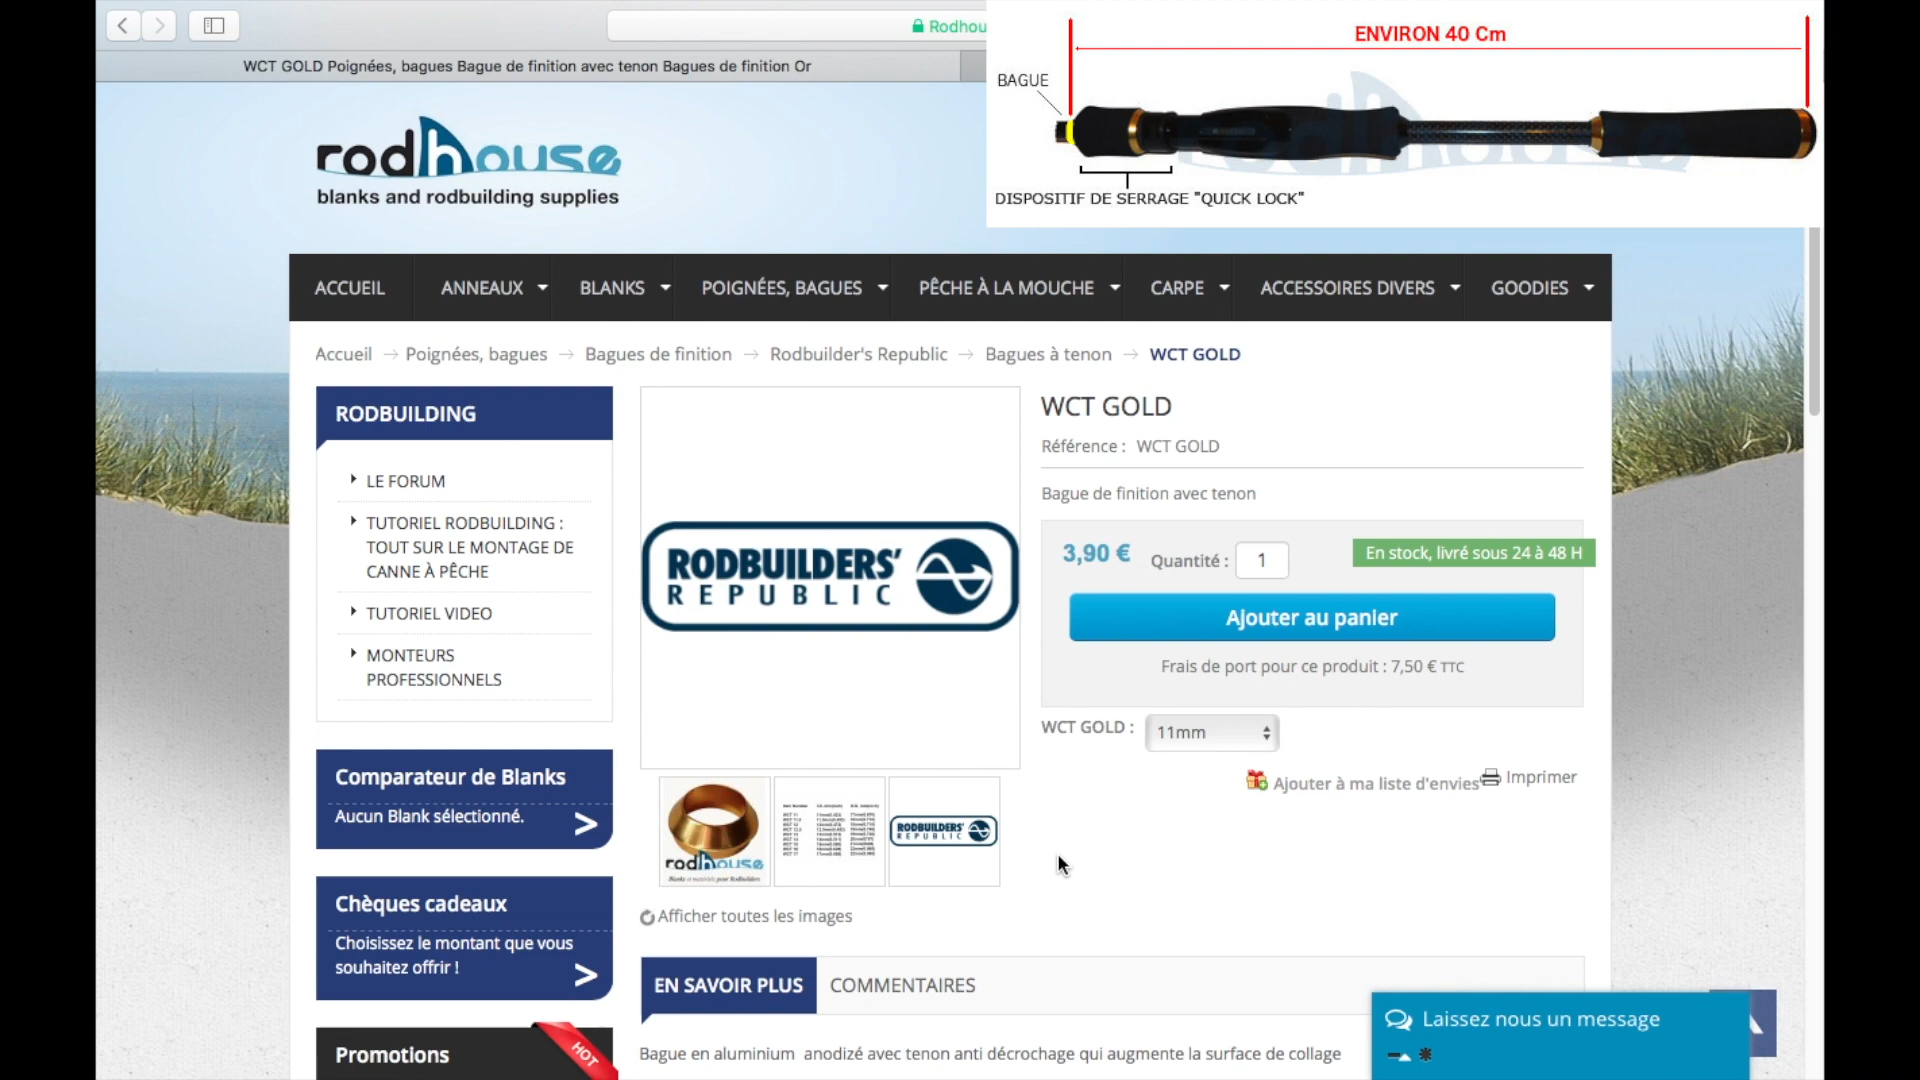 Rodhou
WCT GOLD Poignées, bagues Bague de finition avec tenon Bagues de finition Or
ENVIRON 40 Cm
BAGUE
DISPOSITIF DE SERRAGE "QUICK LOCK"
rodhouse
blanks and rodbuilding supplies
ACCUEIL ANNEAUX BLANKS POIGNÉES, BAGUES PÊCHE À LA MOUCHE CARPE ACCESSOIRES DIVERS GOODIES
Accueil Poignées, bagues Bagues de finition Rodbuilder's Republic Bagues à tenon WCT GOLD
RODBUILDING
LE FORUM
TUTORIEL RODBUILDING :
TOUT SUR LE MONTAGE DE
CANNE À PÊCHE
TUTORIEL VIDEO
MONTEURS
PROFESSIONNELS
Comparateur de Blanks
Aucun Blank sélectionné.
>
Chèques cadeaux
Choisissez le montant que vous
souhaitez offrir !
>
Promotions
HOT
RODBUILDERS'
REPUBLIC
rodhouse
RODBUILDERS'
REPUBLIC
Afficher toutes les images
WCT GOLD
Référence : WCT GOLD
Bague de finition avec tenon
3,90 € Quantité : 1
En stock, livré sous 24 à 48 H
Ajouter au panier
Frais de port pour ce produit : 7,50 € TTC
WCT GOLD : 11mm
Ajouter à ma liste d'envies Imprimer
EN SAVOIR PLUS COMMENTAIRES
Bague en aluminium anodizé avec tenon anti décrochage qui augmente la surface de collage
Laissez nous un message